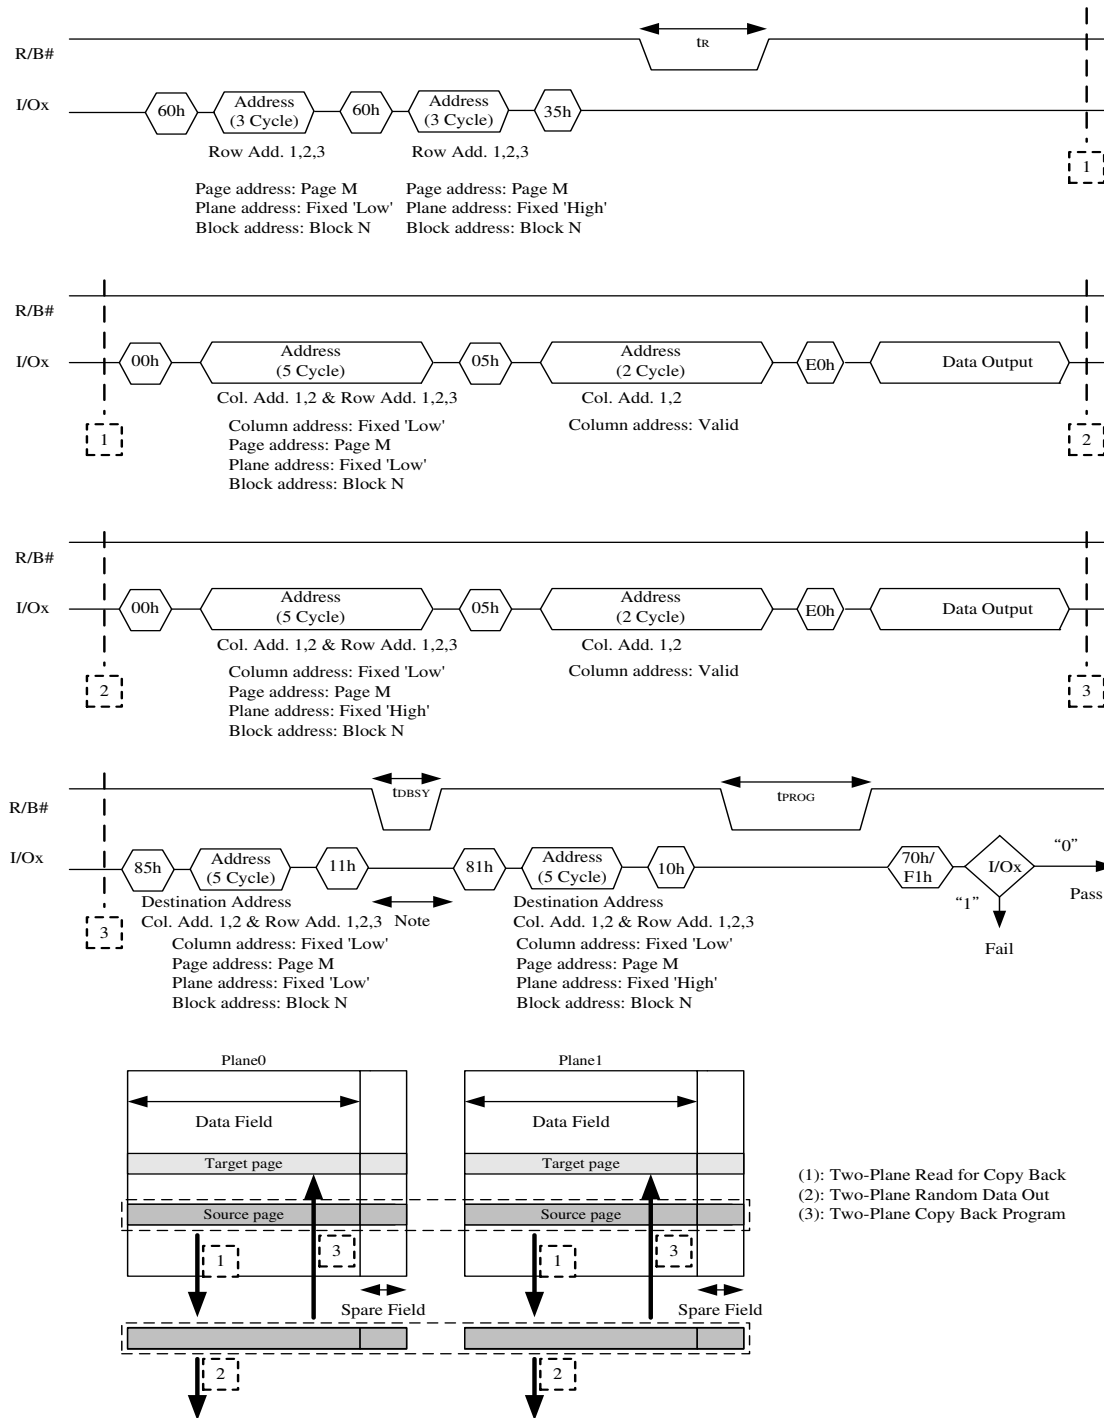 tR
R/B#
I/Ox
60h
Address
(3 Cycle)
60h
Address
(3 Cycle)
35h
Row Add. 1,2,3
Row Add. 1,2,3
1
Page address: Page M
Plane address: Fixed 'Low'
Block address: Block N
Page address: Page M
Plane address: Fixed 'High'
Block address: Block N
R/B#
I/Ox
00h
Address
(5 Cycle)
05h
Address
(2 Cycle)
E0h
Data Output
Col. Add. 1,2 & Row Add. 1,2,3
Col. Add. 1,2
1
Column address: Fixed 'Low'
Page address: Page M
Plane address: Fixed 'Low'
Block address: Block N
Column address: Valid
2
R/B#
I/Ox
00h
Address
(5 Cycle)
05h
Address
(2 Cycle)
E0h
Data Output
Col. Add. 1,2 & Row Add. 1,2,3
Col. Add. 1,2
2
Column address: Fixed 'Low'
Page address: Page M
Plane address: Fixed 'High'
Block address: Block N
Column address: Valid
3
tDBSY
tPROG
R/B#
I/Ox
85h
Address
(5 Cycle)
11h
81h
Address
(5 Cycle)
10h
70h/
F1h
I/Ox
“0”
Pass
“1”
Fail
3
Destination Address
Col. Add. 1,2 & Row Add. 1,2,3
Column address: Fixed 'Low'
Page address: Page M
Plane address: Fixed 'Low'
Block address: Block N
Note
Destination Address
Col. Add. 1,2 & Row Add. 1,2,3
Column address: Fixed 'Low'
Page address: Page M
Plane address: Fixed 'High'
Block address: Block N
Plane0
Data Field
Target page
Source page
1
3
Spare Field
2
Plane1
Data Field
Target page
Source page
1
3
Spare Field
2
(1): Two-Plane Read for Copy Back
(2): Two-Plane Random Data Out
(3): Two-Plane Copy Back Program